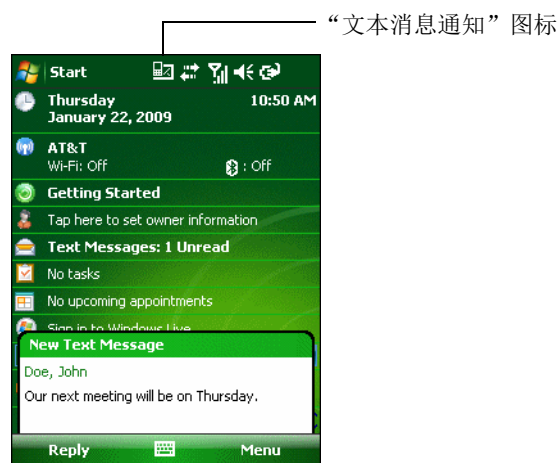 “文本消息通知”图标
Start
Thursday 10:50 AM
January 22, 2009
AT&T
Wi-Fi: Off : Off
Getting Started
Tap here to set owner information
Text Messages: 1 Unread
No tasks
No upcoming appointments
Sign in to Windows Live
New Text Message
Doe, John
Our next meeting will be on Thursday.
Reply Menu